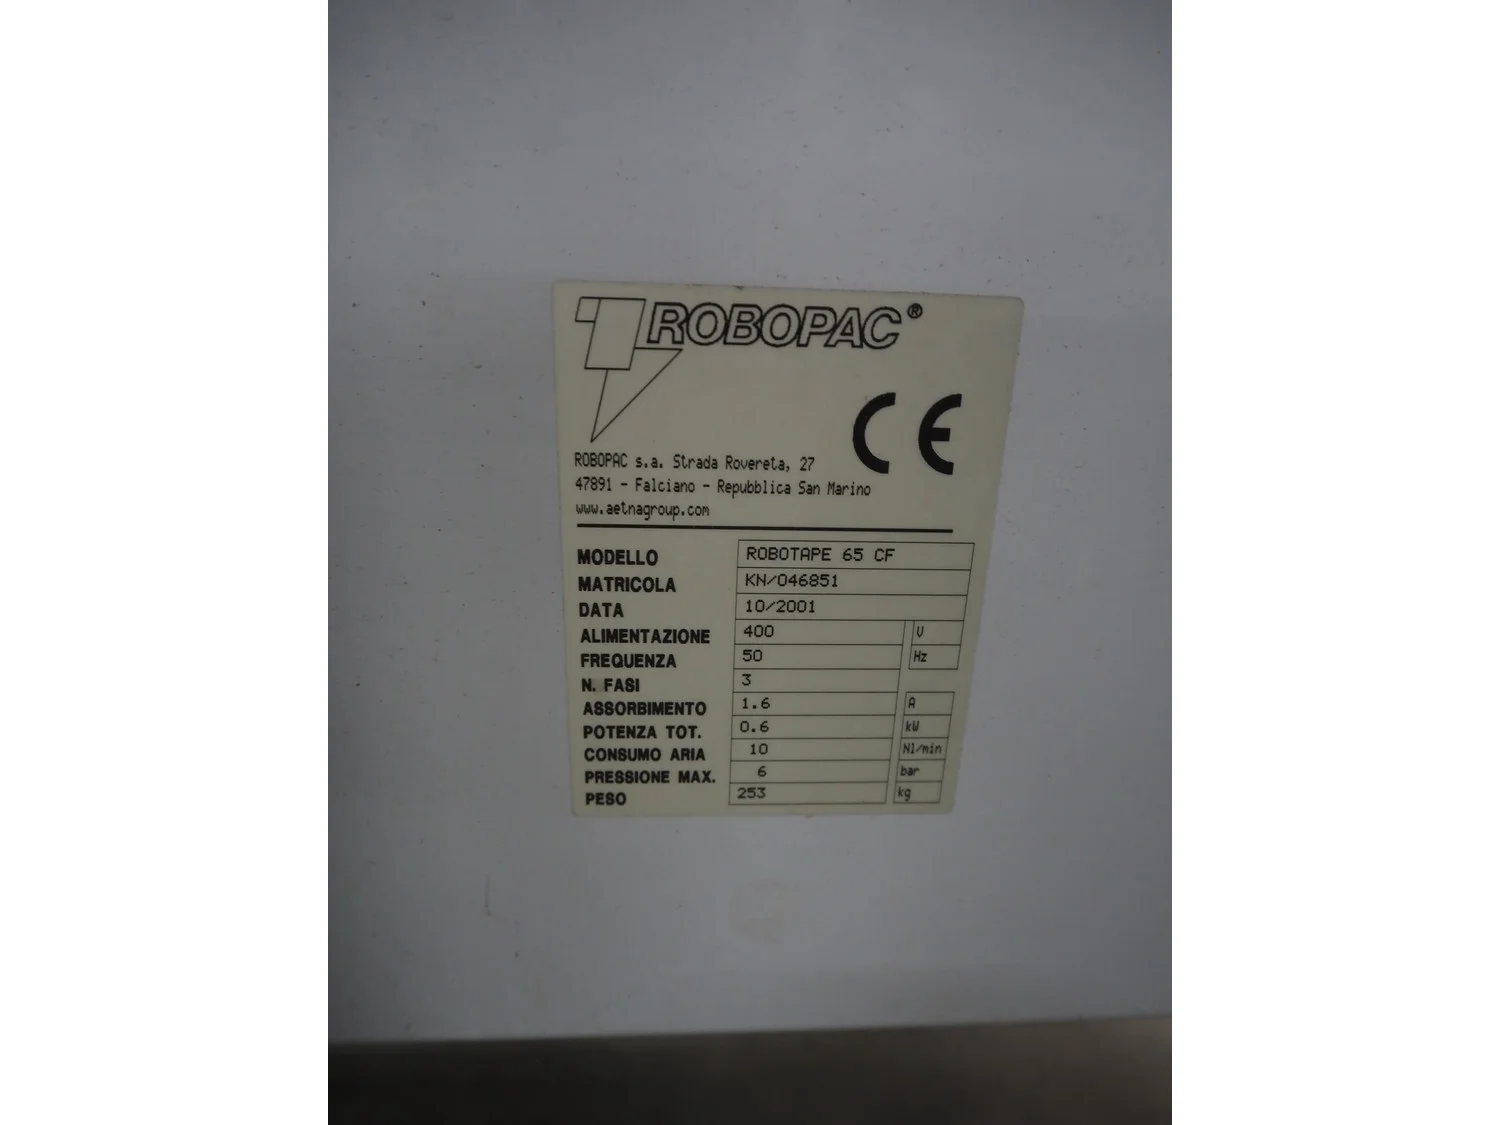 ROBOPAC®
CE
ROBOPAC s.a. Strada Rovereta, 27
47891 - Falciano - Repubblica San Marino
www.aetnagroup.com
MODELLO ROBOTAPE 65 CF
MATRICOLA KN/046851
DATA 10/2001
ALIMENTAZIONE 400 V
FREQUENZA 50 Hz
N. FASI 3
ASSORBIMENTO 1.6 A
POTENZA TOT. 0.6 kW
CONSUMO ARIA 10 Nl/min
PRESSIONE MAX. 6 bar
PESO 253 kg